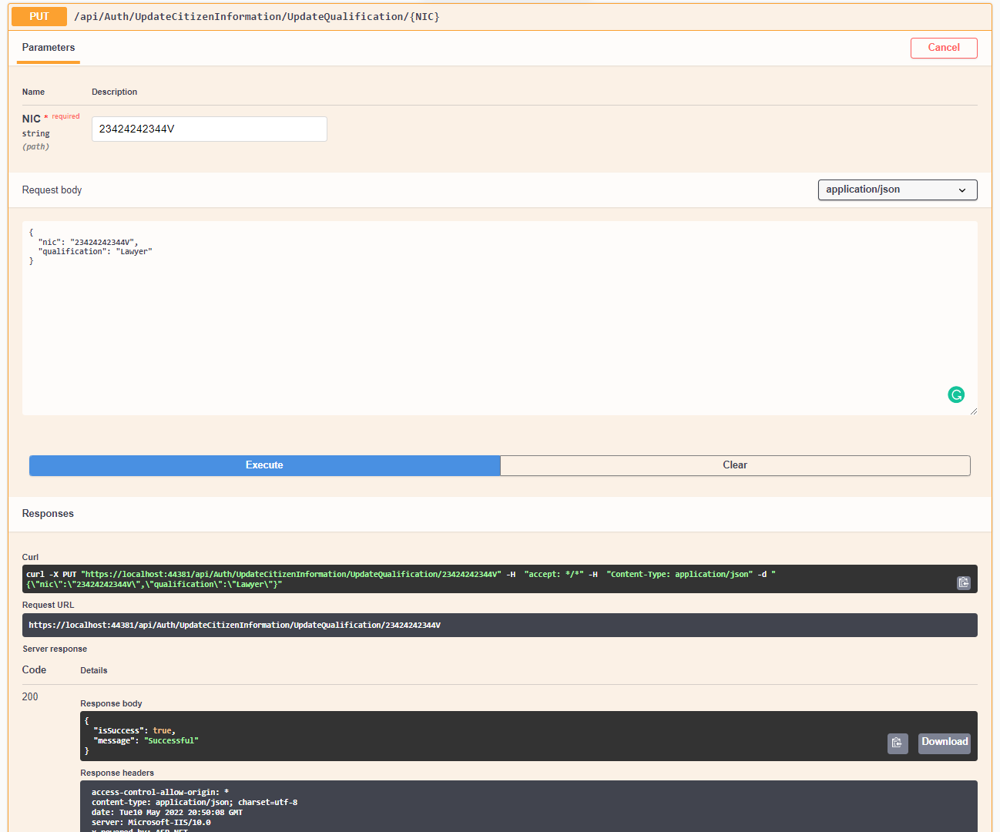 PUT /api/Auth/UpdateCitizenInformation/UpdateQualification/{NIC}
Parameters
Cancel
Name Description
NIC * required
string
(path)
23424242344V
Request body
application/json
{
"nic": "23424242344V",
"qualification": "Lawyer"
}
Execute Clear
Responses
Curl
curl -X PUT "https://localhost:44381/api/Auth/UpdateCitizenInformation/UpdateQualification/23424242344V" -H "accept: */*" -H "Content-Type: application/json" -d "
{\"nic\":\"23424242344V\",\"qualification\":\"Lawyer\"}"
Request URL
https://localhost:44381/api/Auth/UpdateCitizenInformation/UpdateQualification/23424242344V
Server response
Code Details
200
Response body
{
"isSuccess": true,
"message": "Successful"
}
Download
Response headers
access-control-allow-origin: *
content-type: application/json; charset=utf-8
date: Tue10 May 2022 20:50:08 GMT
server: Microsoft-IIS/10.0
x-powered-by: ASP.NET